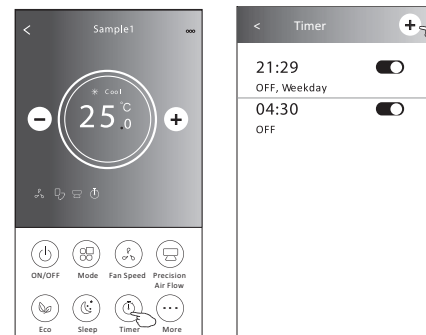 Sample1
Cool
25.0°C
ON/OFF
Mode
Fan Speed
Precision
Air Flow
Eco
Sleep
Timer
More
Timer
21:29
OFF, Weekday
04:30
OFF